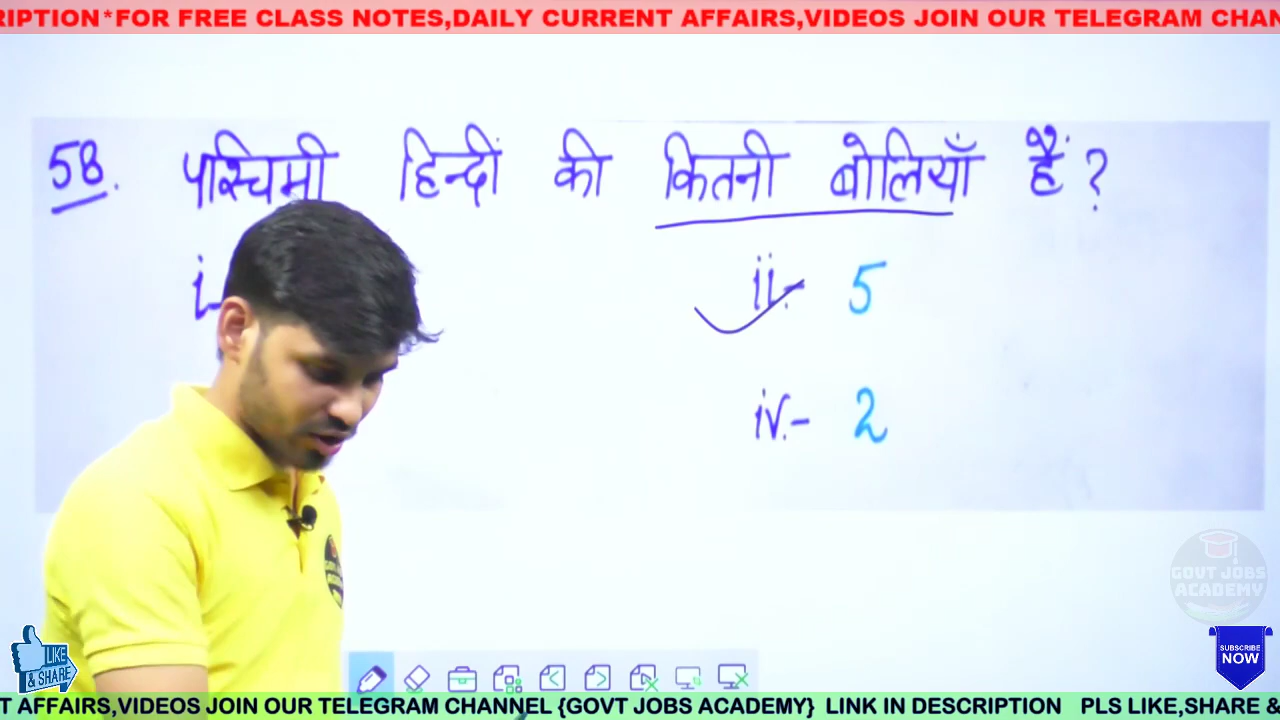 RIPTION*FOR FREE CLASS NOTES,DAILY CURRENT AFFAIRS,VIDEOS JOIN OUR TELEGRAM CHAN
58. पश्चिमी हिन्दीं की कितनी बोलियाँ हैं ?
i- ii.- 5
iv.- 2
GOVT JOBS
ACADEMY
LIKE
& SHARE
SUBSCRIBE
NOW
T AFFAIRS,VIDEOS JOIN OUR TELEGRAM CHANNEL {GOVT JOBS ACADEMY} LINK IN DESCRIPTION PLS LIKE,SHARE &